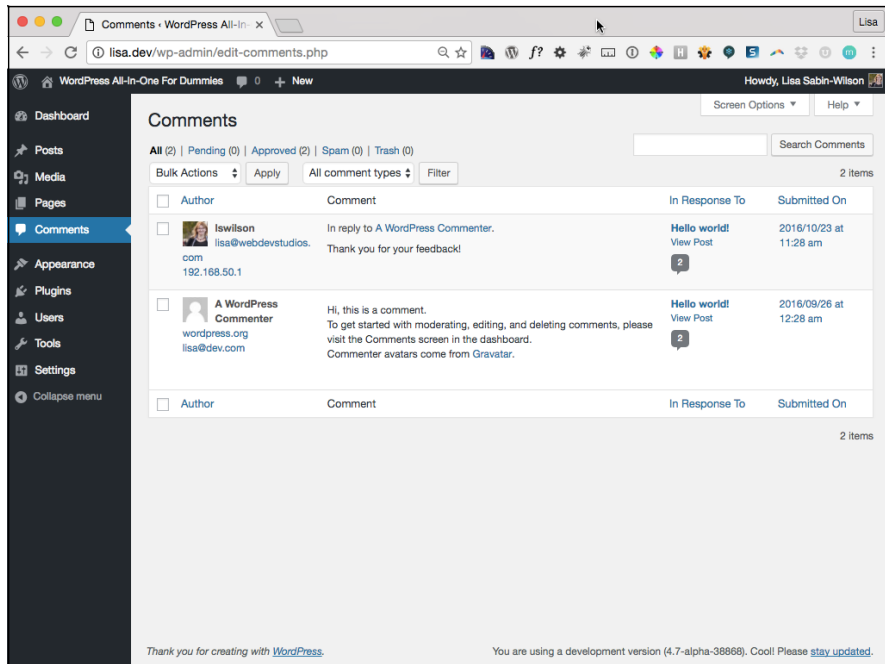 Comments ‹ WordPress All-In-
Lisa
lisa.dev/wp-admin/edit-comments.php
f?
WordPress All-In-One For Dummies 0 + New
Howdy, Lisa Sabin-Wilson
Screen Options ▼ Help ▼
Dashboard
Posts
Media
Pages
Comments
Appearance
Plugins
Users
Tools
Settings
Collapse menu
Comments
All (2) | Pending (0) | Approved (2) | Spam (0) | Trash (0)
Search Comments
Bulk Actions Apply All comment types Filter
2 items
Author Comment In Response To Submitted On
lswilson
lisa@webdevstudios.
com
192.168.50.1
In reply to A WordPress Commenter.
Thank you for your feedback!
Hello world!
View Post
2
2016/10/23 at
11:28 am
A WordPress
Commenter
wordpress.org
lisa@dev.com
Hi, this is a comment.
To get started with moderating, editing, and deleting comments, please
visit the Comments screen in the dashboard.
Commenter avatars come from Gravatar.
Hello world!
View Post
2
2016/09/26 at
12:28 am
Author Comment In Response To Submitted On
2 items
Thank you for creating with WordPress.
You are using a development version (4.7-alpha-38868). Cool! Please stay updated.